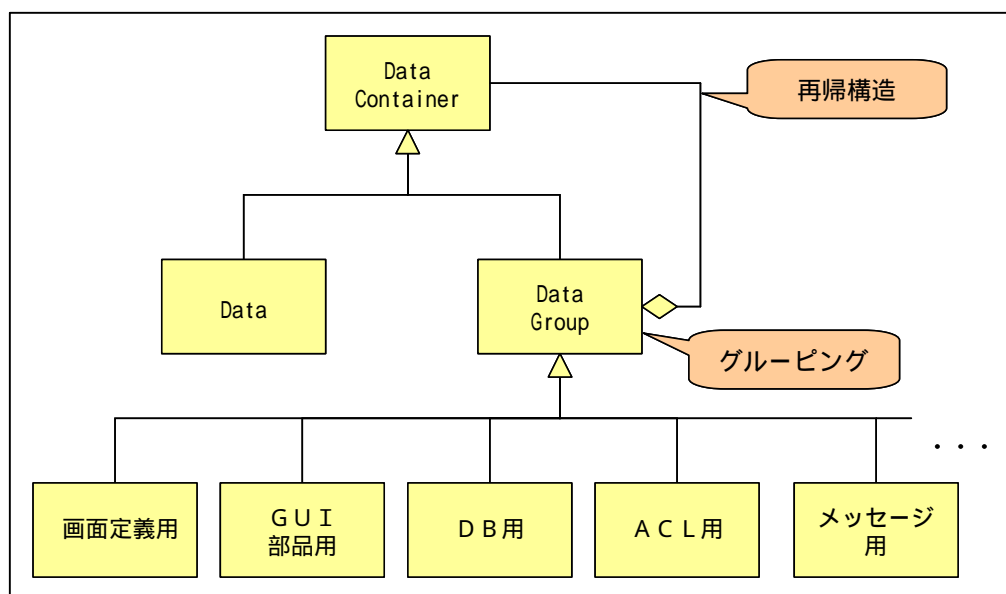 Data
Container
再帰構造
Data
Data
Group
グルーピング
・・・
画面定義用
ＧＵＩ
部品用
ＤＢ用
ＡＣＬ用
メッセージ
用